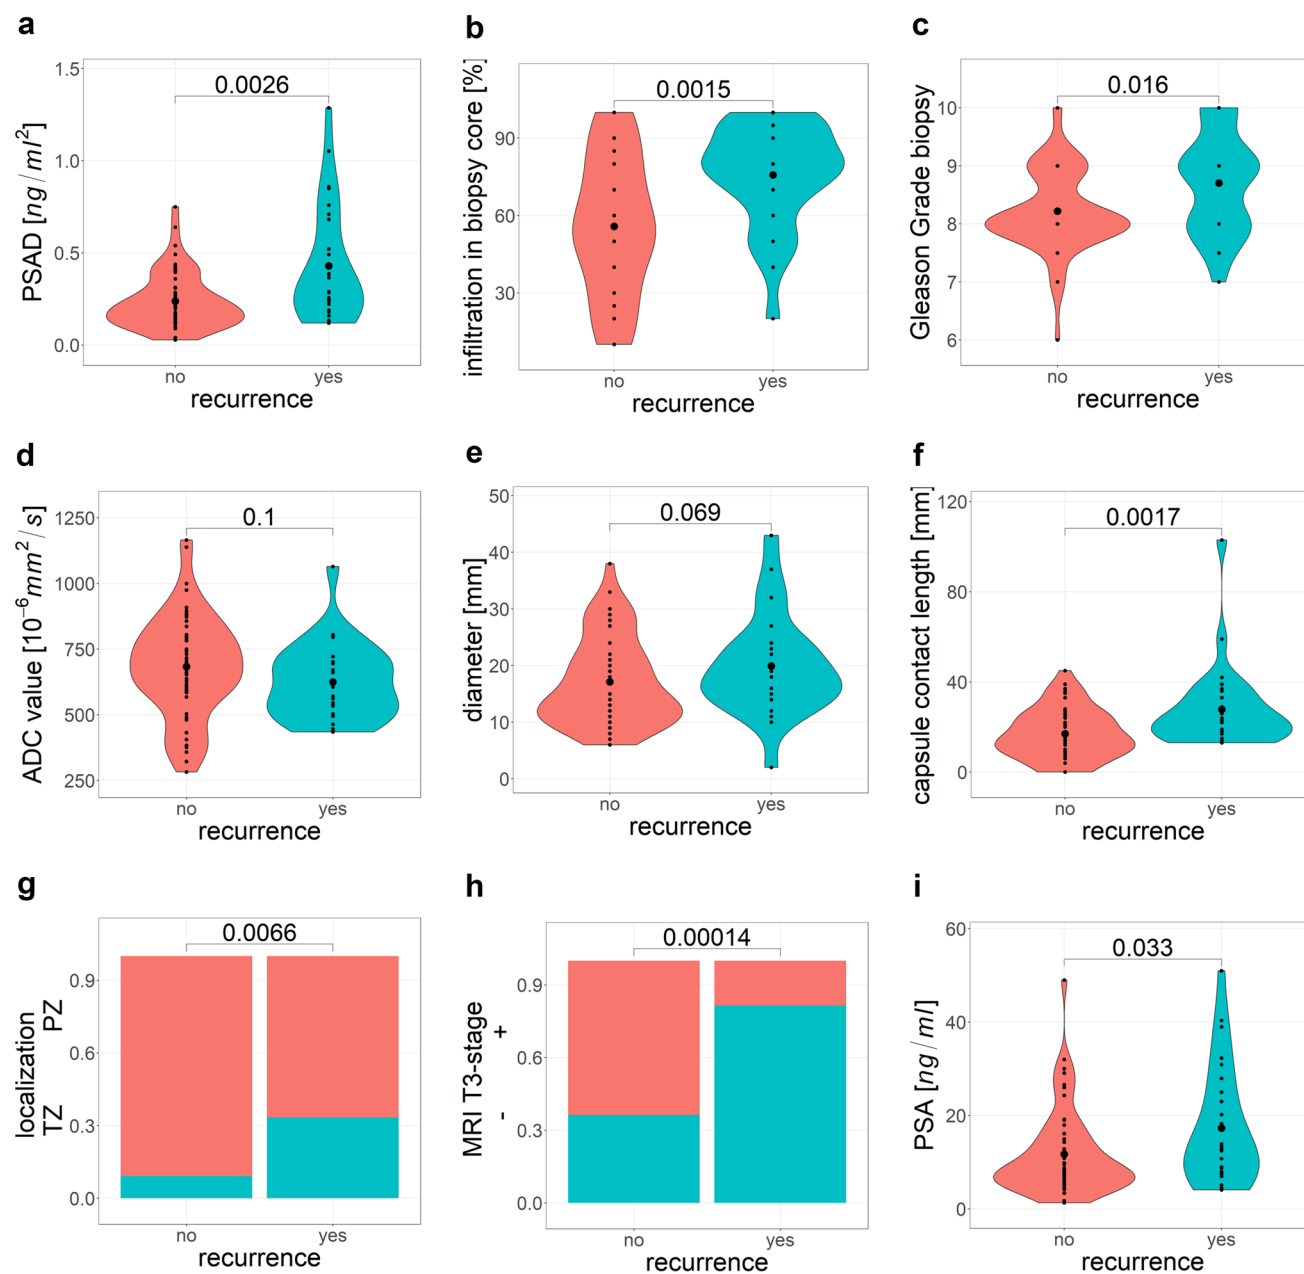 a
PSAD [ng/ml²]
1.5
1.0
0.5
0.0
0.0026
no
yes
recurrence
b
infiltration in biopsy core [%]
90
60
30
0.0015
no
yes
recurrence
c
Gleason Grade biopsy
10
9
8
7
6
0.016
no
yes
recurrence
d
ADC value [10⁻⁶mm²/s]
1250
1000
750
500
250
0.1
no
yes
recurrence
e
diameter [mm]
50
40
30
20
10
0
0.069
no
yes
recurrence
f
capsule contact length [mm]
120
80
40
0
0.0017
no
yes
recurrence
g
localization
TZ PZ
0.9
0.6
0.3
0.0
0.0066
no
yes
recurrence
h
MRI T3-stage
- +
0.9
0.6
0.3
0.0
0.00014
no
yes
recurrence
i
PSA [ng/ml]
60
40
20
0
0.033
no
yes
recurrence